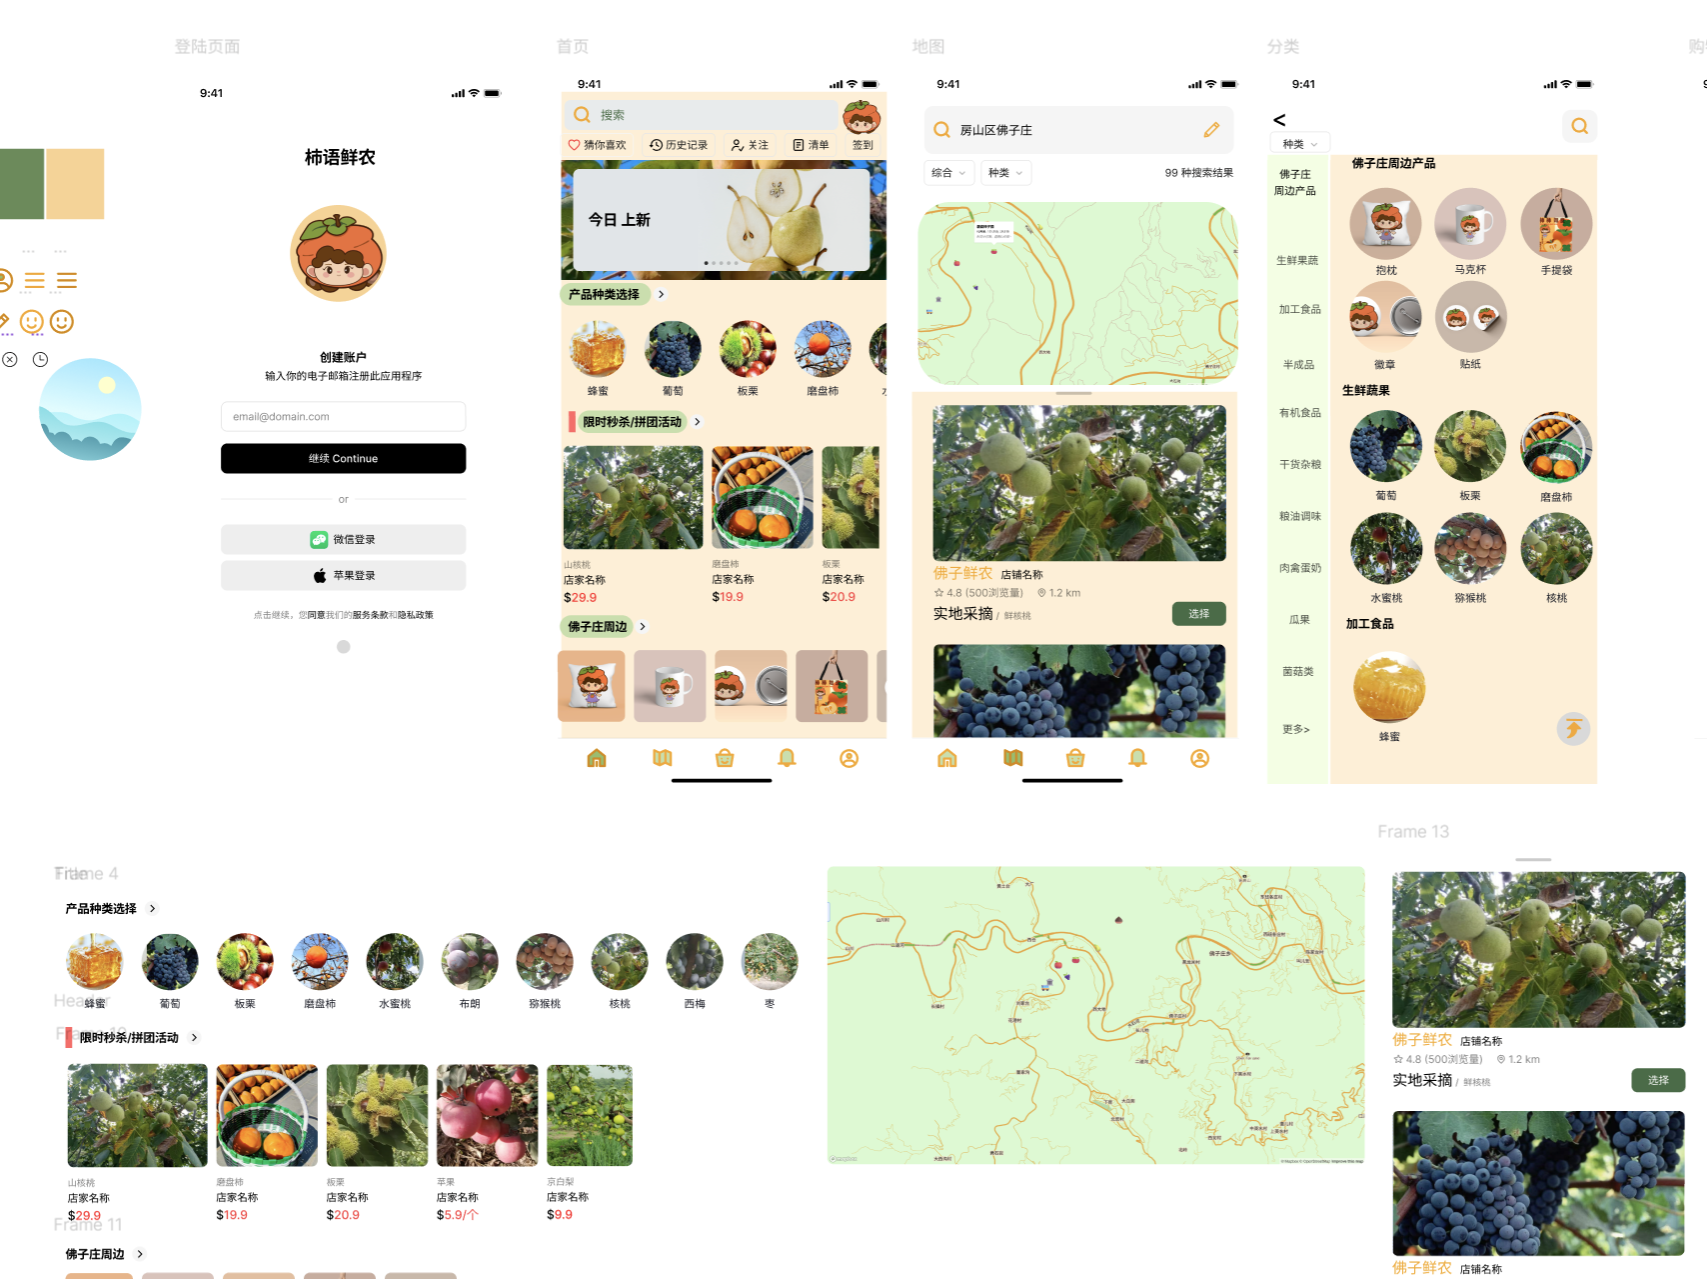 登陆页面
9:41
柿语鲜农
创建账户
输入你的电子邮箱注册此应用程序
email@domain.com
继续 Continue
or
微信登录
苹果登录
点击继续，您同意我们的服务条款和隐私政策
首页
9:41
搜索
猜你喜欢
历史记录
关注
清单
签到
今日 上新
产品种类选择
蜂蜜
葡萄
板栗
磨盘柿
限时秒杀/拼团活动
山核桃
店家名称
$29.9
磨盘柿
店家名称
$19.9
板栗
店家名称
$20.9
佛子庄周边
地图
9:41
房山区佛子庄
综合
种类
99 种搜索结果
佛子鲜农 店铺名称
4.8 (500浏览量) 1.2 km
实地采摘 / 鲜核桃
选择
分类
9:41
<
种类
佛子庄
周边产品
生鲜果蔬
加工食品
半成品
有机食品
干货杂粮
粮油调味
肉禽蛋奶
瓜果
菌菇类
更多>
佛子庄周边产品
抱枕
马克杯
手提袋
徽章
贴纸
生鲜蔬果
葡萄
板栗
磨盘柿
水蜜桃
猕猴桃
核桃
加工食品
蜂蜜
Frame 4
产品种类选择
蜂蜜
葡萄
板栗
磨盘柿
水蜜桃
布朗
猕猴桃
核桃
西梅
枣
Header
限时秒杀/拼团活动
山核桃
店家名称
$29.9
磨盘柿
店家名称
$19.9
板栗
店家名称
$20.9
苹果
店家名称
$5.9/个
京白梨
店家名称
$9.9
Frame 11
佛子庄周边
佛子庄乡
Frame 13
佛子鲜农 店铺名称
4.8 (500浏览量) 1.2 km
实地采摘 / 鲜核桃
选择
佛子鲜农 店铺名称